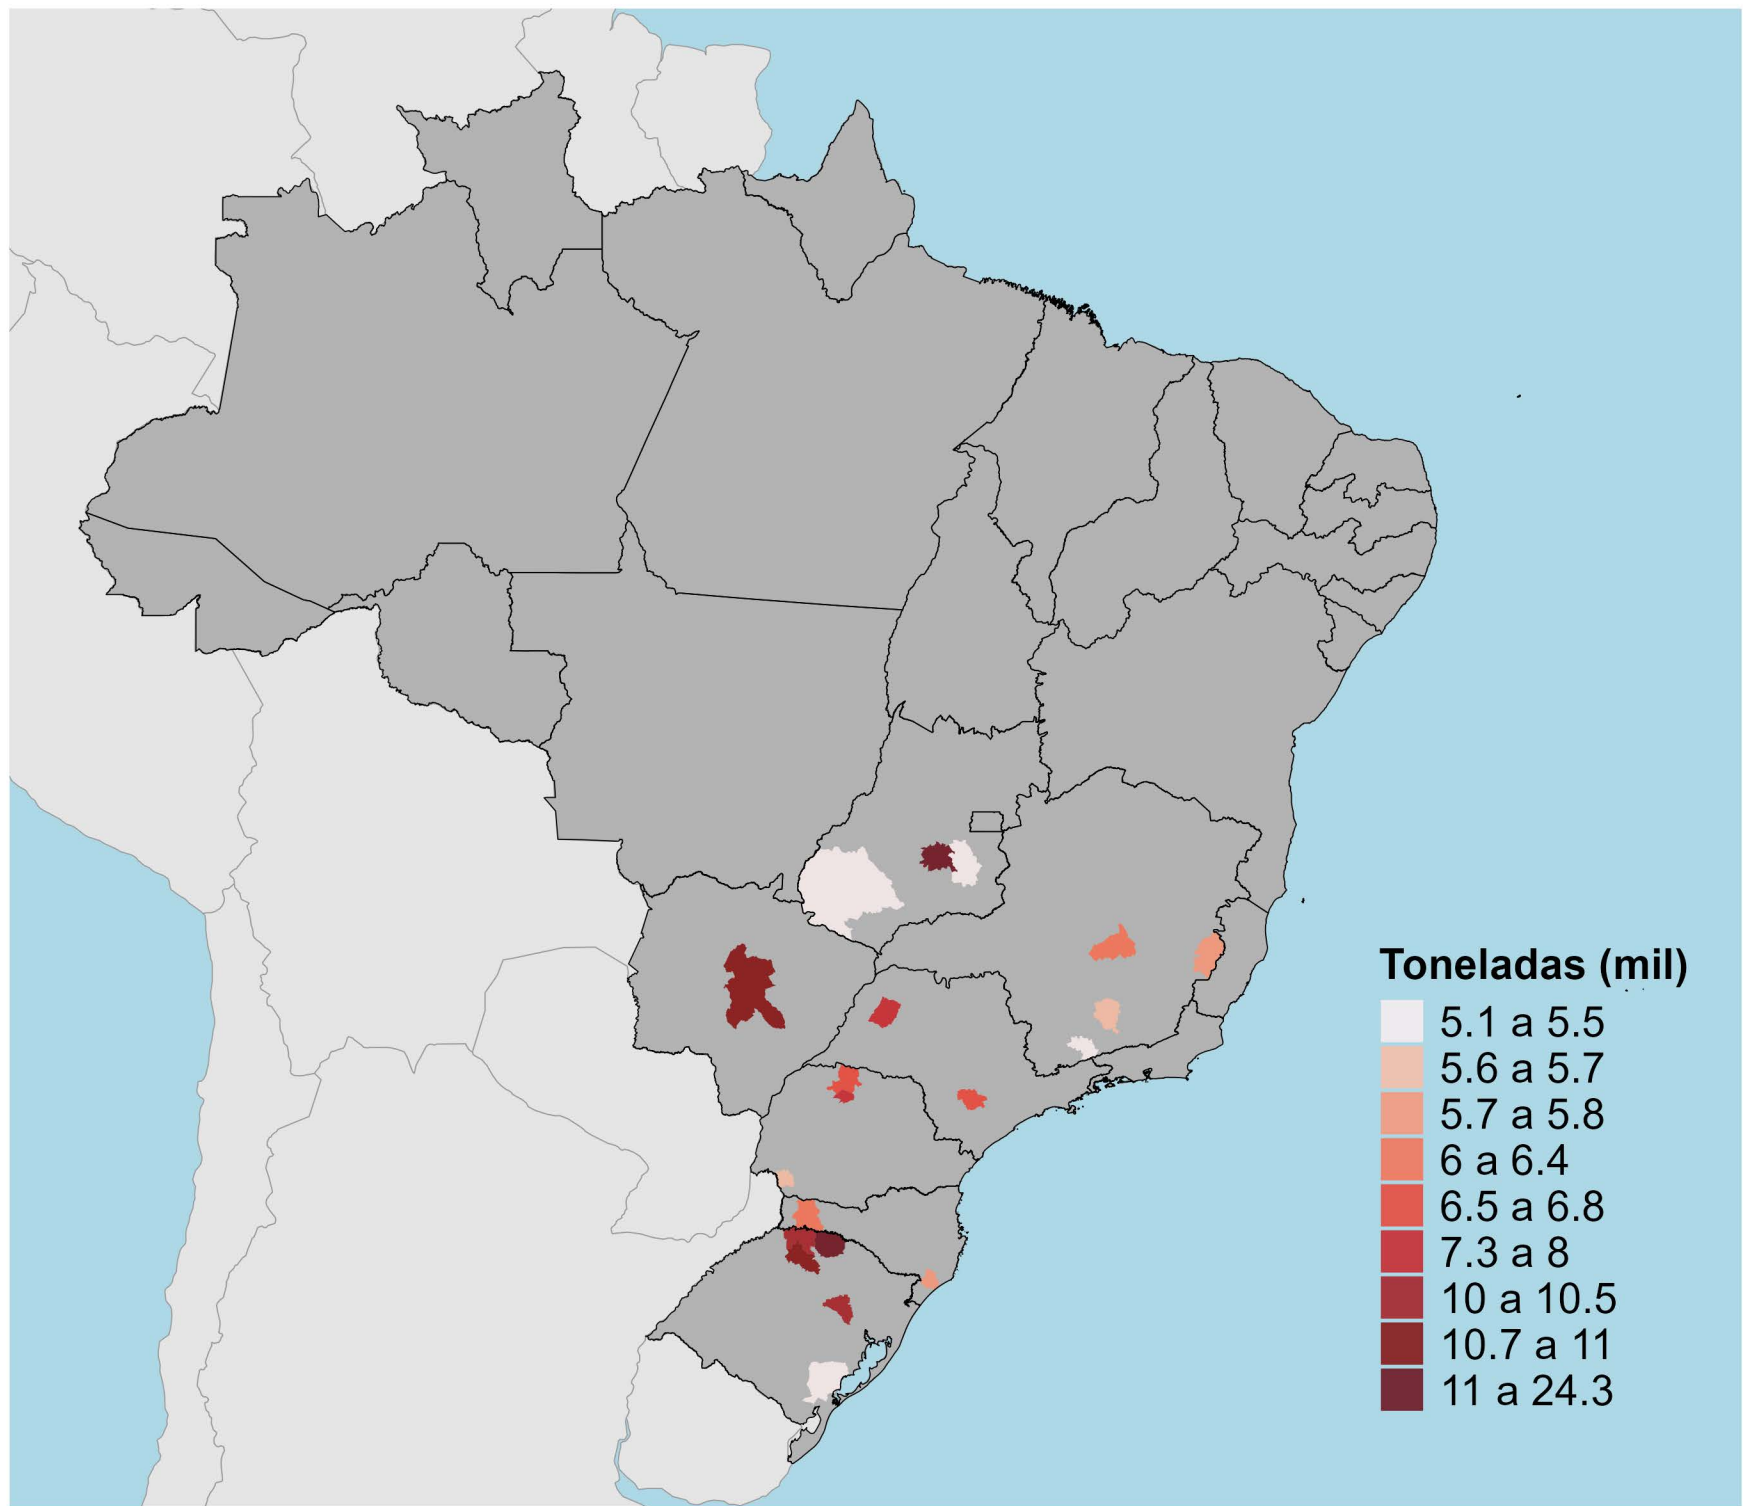 Toneladas (mil)
5.1 a 5.5
5.6 a 5.7
5.7 a 5.8
6 a 6.4
6.5 a 6.8
7.3 a 8
10 a 10.5
10.7 a 11
11 a 24.3